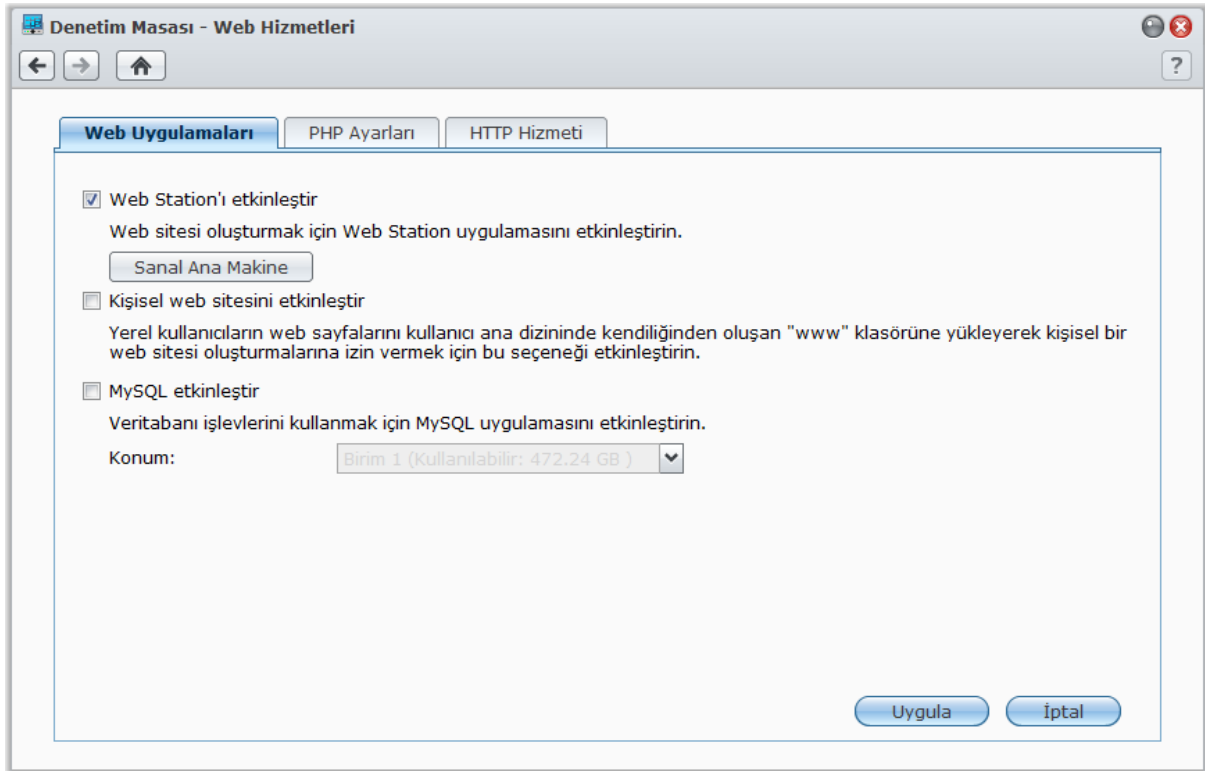 Denetim Masası - Web Hizmetleri
?
Web Uygulamaları PHP Ayarları HTTP Hizmeti
Web Station'ı etkinleştir
Web sitesi oluşturmak için Web Station uygulamasını etkinleştirin.
Sanal Ana Makine
Kişisel web sitesini etkinleştir
Yerel kullanıcıların web sayfalarını kullanıcı ana dizininde kendiliğinden oluşan "www" klasörüne yükleyerek kişisel bir
web sitesi oluşturmalarına izin vermek için bu seçeneği etkinleştirin.
MySQL etkinleştir
Veritabanı işlevlerini kullanmak için MySQL uygulamasını etkinleştirin.
Konum: Birim 1 (Kullanılabilir: 472.24 GB )
Uygula İptal